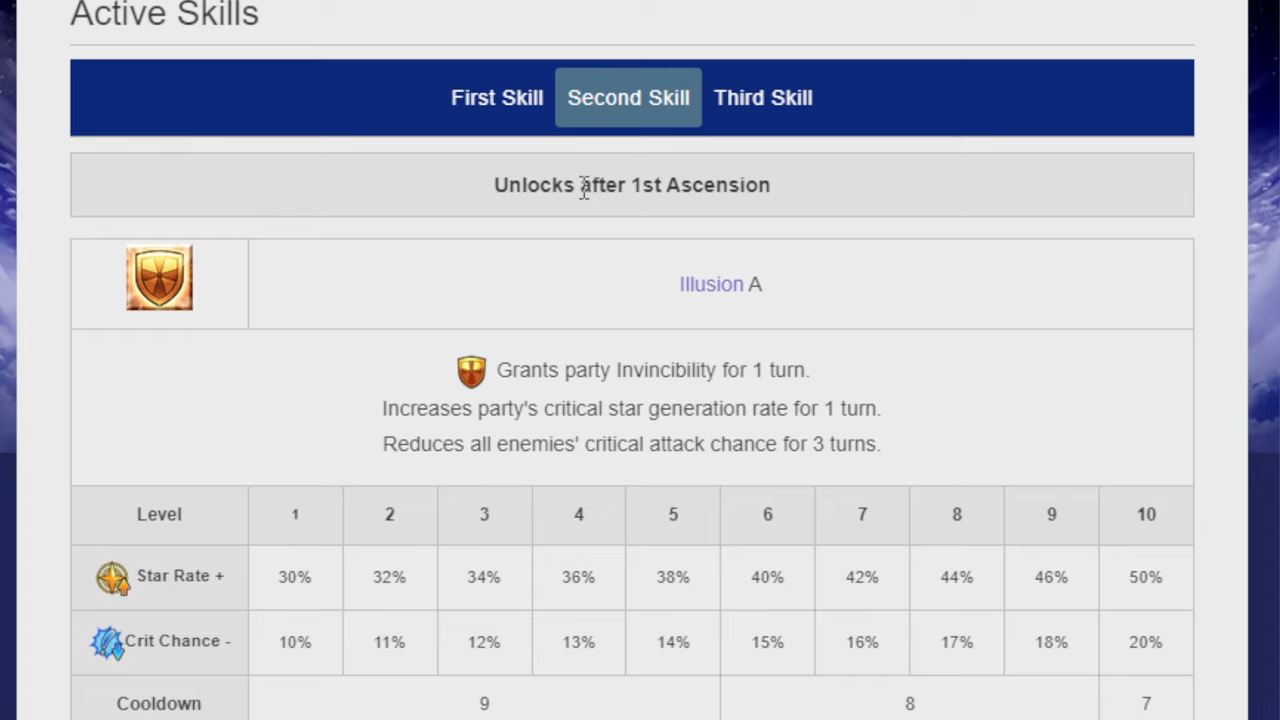 Active Skills
First Skill Second Skill Third Skill
Unlocks after 1st Ascension
Illusion A
Grants party Invincibility for 1 turn.
Increases party's critical star generation rate for 1 turn.
Reduces all enemies' critical attack chance for 3 turns.
Level 1 2 3 4 5 6 7 8 9 10
Star Rate + 30% 32% 34% 36% 38% 40% 42% 44% 46% 50%
Crit Chance - 10% 11% 12% 13% 14% 15% 16% 17% 18% 20%
Cooldown 9 8 7